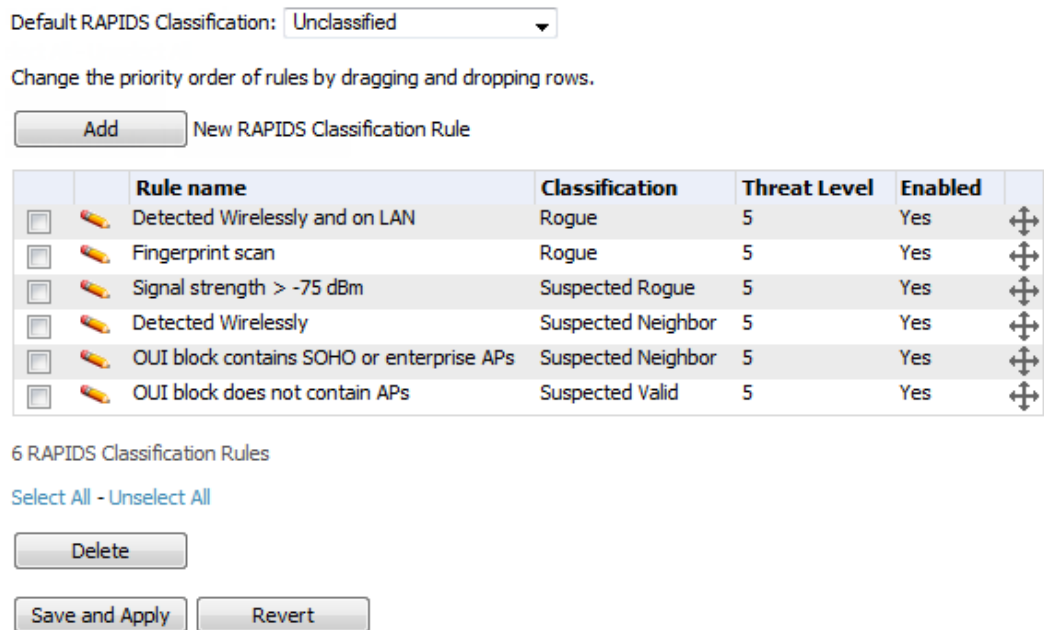 Default RAPIDS Classification: Unclassified
Change the priority order of rules by dragging and dropping rows.
Add New RAPIDS Classification Rule
Rule name Classification Threat Level Enabled
Detected Wirelessly and on LAN Rogue 5 Yes
Fingerprint scan Rogue 5 Yes
Signal strength > -75 dBm Suspected Rogue 5 Yes
Detected Wirelessly Suspected Neighbor 5 Yes
OUI block contains SOHO or enterprise APs Suspected Neighbor 5 Yes
OUI block does not contain APs Suspected Valid 5 Yes
6 RAPIDS Classification Rules
Select All - Unselect All
Delete
Save and Apply Revert